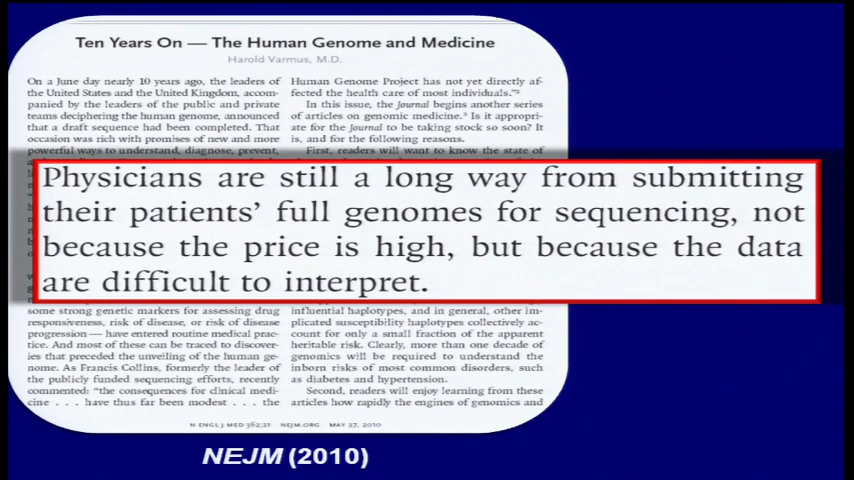 Ten Years On — The Human Genome and Medicine
Harold Varmus, M.D.
On a June day nearly 10 years ago, the leaders of
the United States and the United Kingdom, accom-
panied by the leaders of the public and private
teams deciphering the human genome, announced
that a draft sequence had been completed. That
occasion was rich with promises of new and more
powerful ways to understand, diagnose, prevent,
Human Genome Project has not yet directly af-
fected the health care of most individuals.”²
In this issue, the Journal begins another series
of articles on genomic medicine.³ Is it appropri-
ate for the Journal to be taking stock so soon? It
is, and for the following reasons.
First, readers will want to know the state of
Physicians are still a long way from submitting
their patients’ full genomes for sequencing, not
because the price is high, but because the data
are difficult to interpret.
some strong genetic markers for assessing drug
responsiveness, risk of disease, or risk of disease
progression — have entered routine medical prac-
tice. And most of these can be traced to discover-
ies that preceded the unveiling of the human ge-
nome. As Francis Collins, formerly the leader of
the publicly funded sequencing efforts, recently
commented: “the consequences for clinical medi-
cine . . . have thus far been modest . . . the
influential haplotypes, and in general, other im-
plicated susceptibility haplotypes collectively ac-
count for only a small fraction of the apparent
heritable risk. Clearly, more than one decade of
genomics will be required to understand the
inborn risks of most common disorders, such
as diabetes and hypertension.
Second, readers will enjoy learning from these
articles how rapidly the engines of genomics and
N ENGL J MED 362;21 NEJM.ORG MAY 27, 2010
NEJM (2010)